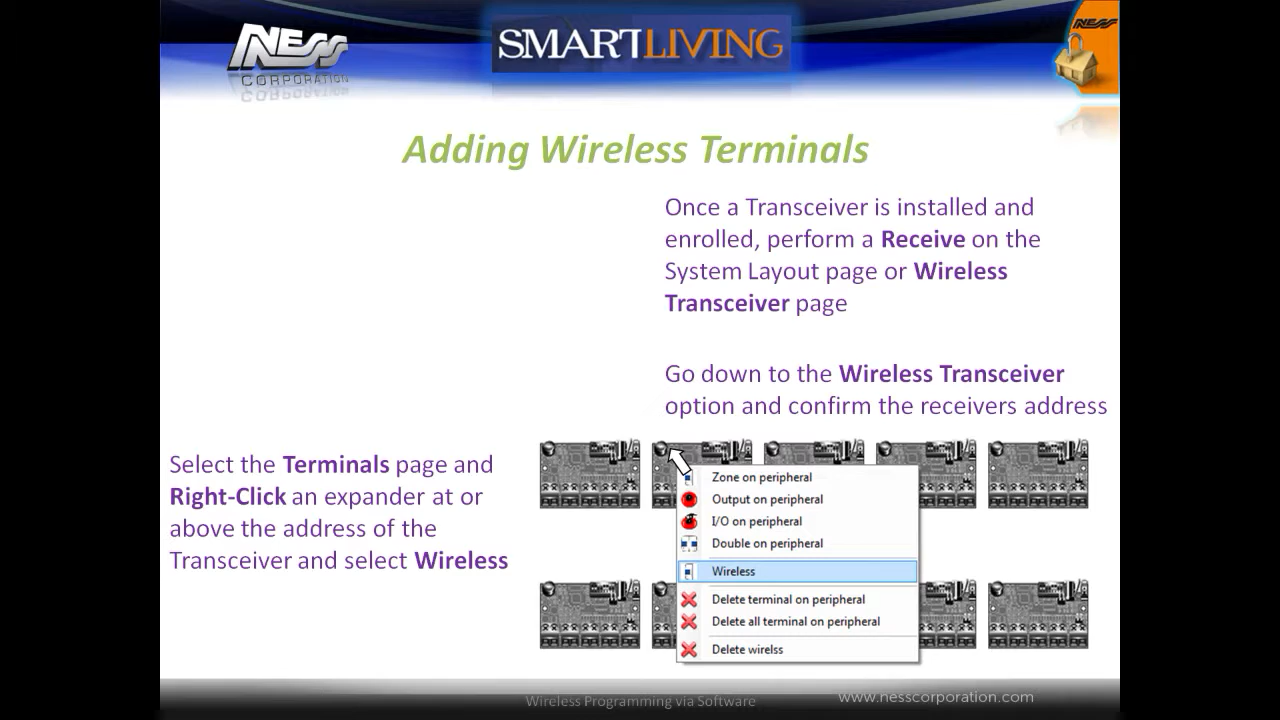 NESS
CORPORATION
SMARTLIVING
NESS
Adding Wireless Terminals
Once a Transceiver is installed and
enrolled, perform a Receive on the
System Layout page or Wireless
Transceiver page
Go down to the Wireless Transceiver
option and confirm the receivers address
Select the Terminals page and
Right-Click an expander at or
above the address of the
Transceiver and select Wireless
Zone on peripheral
Output on peripheral
I/O on peripheral
Double on peripheral
Wireless
Delete terminal on peripheral
Delete all terminal on peripheral
Delete wirelss
Wireless Programming via Software
www.nesscorporation.com